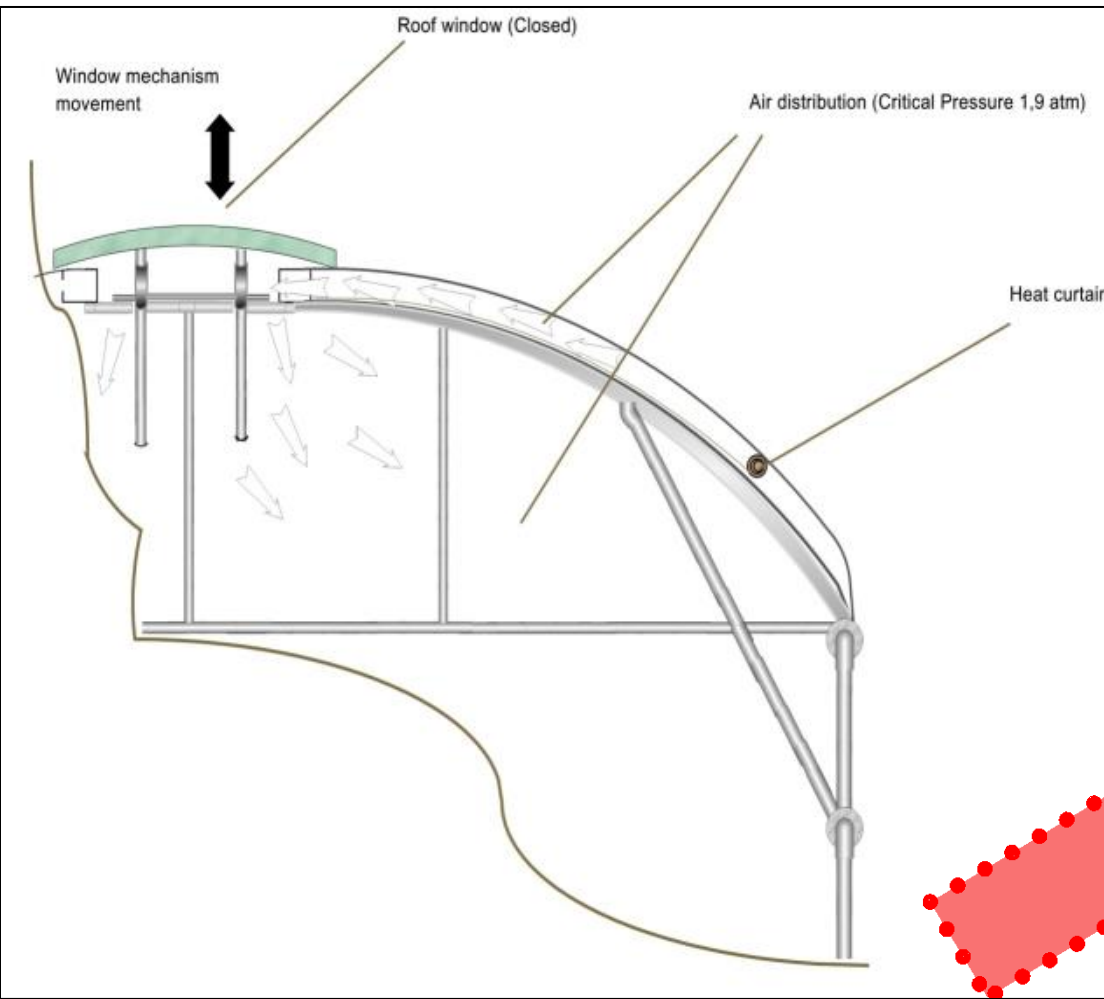 Roof window (Closed)
Window mechanism
movement
Air distribution (Critical Pressure 1,9 atm)
Heat curtain